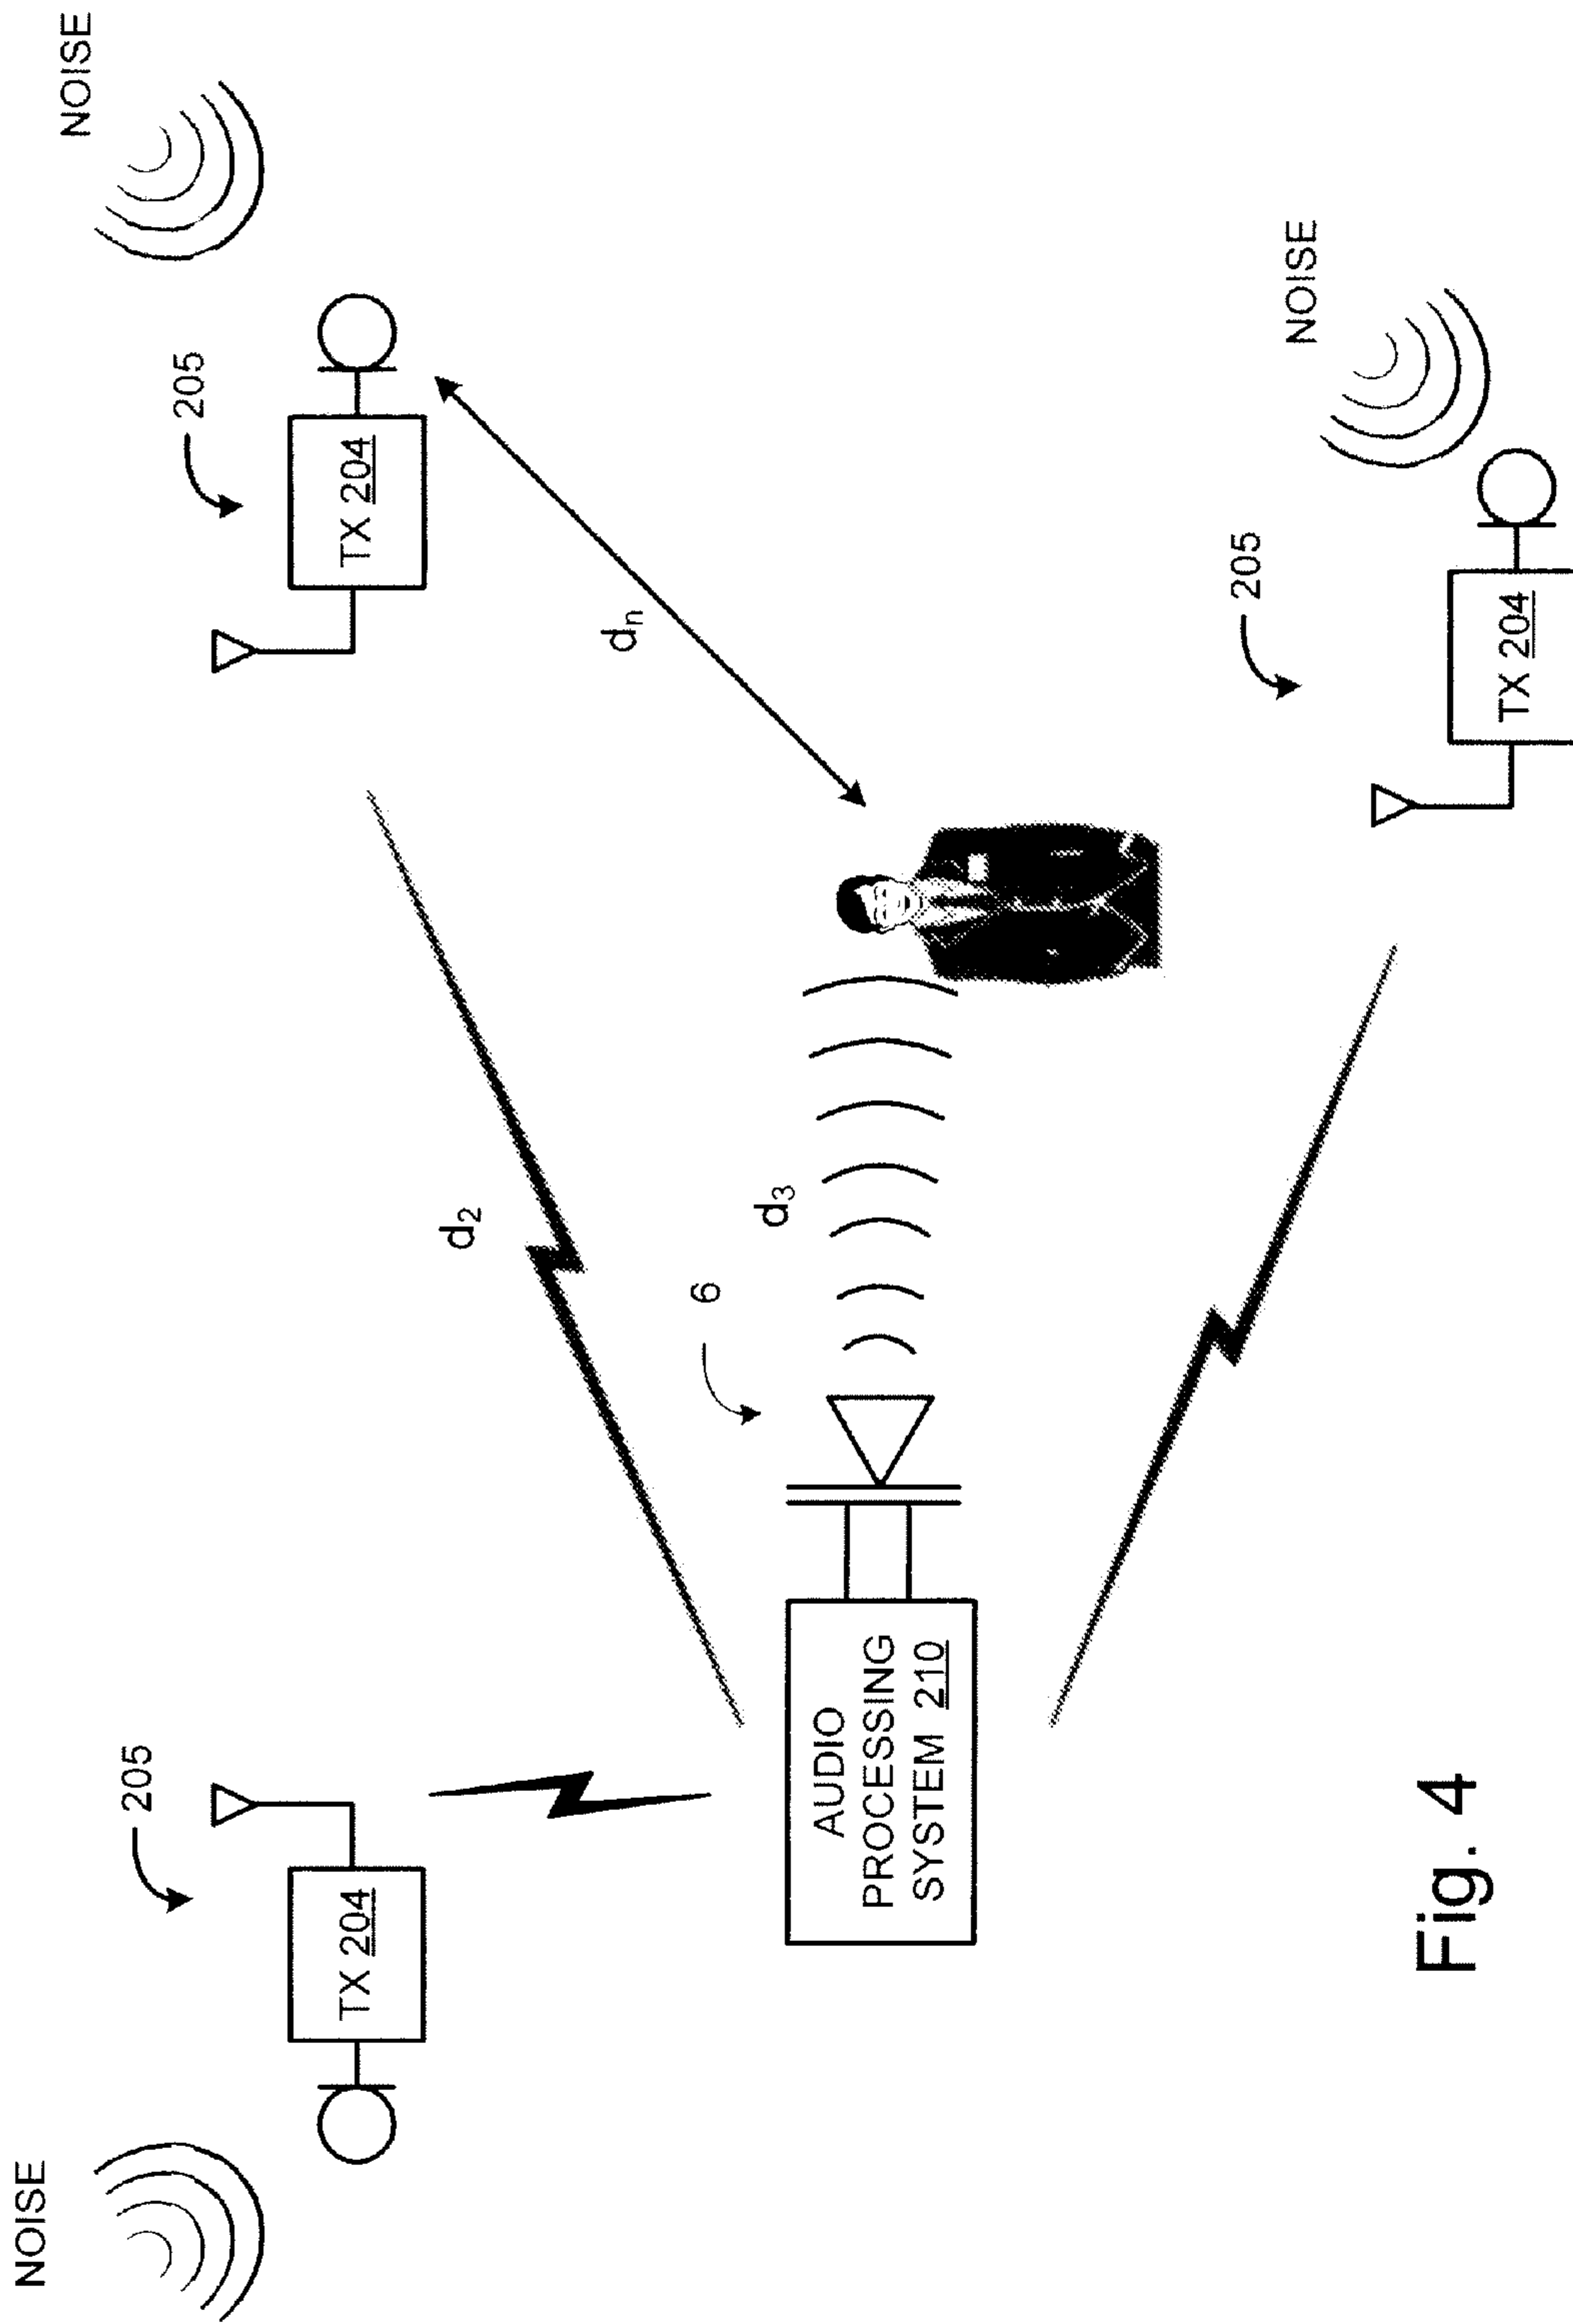 NOISE
205
TX 204
NOISE
205
TX 204
d2
dn
6
d3
AUDIO
PROCESSING
SYSTEM 210
NOISE
205
TX 204
Fig. 4